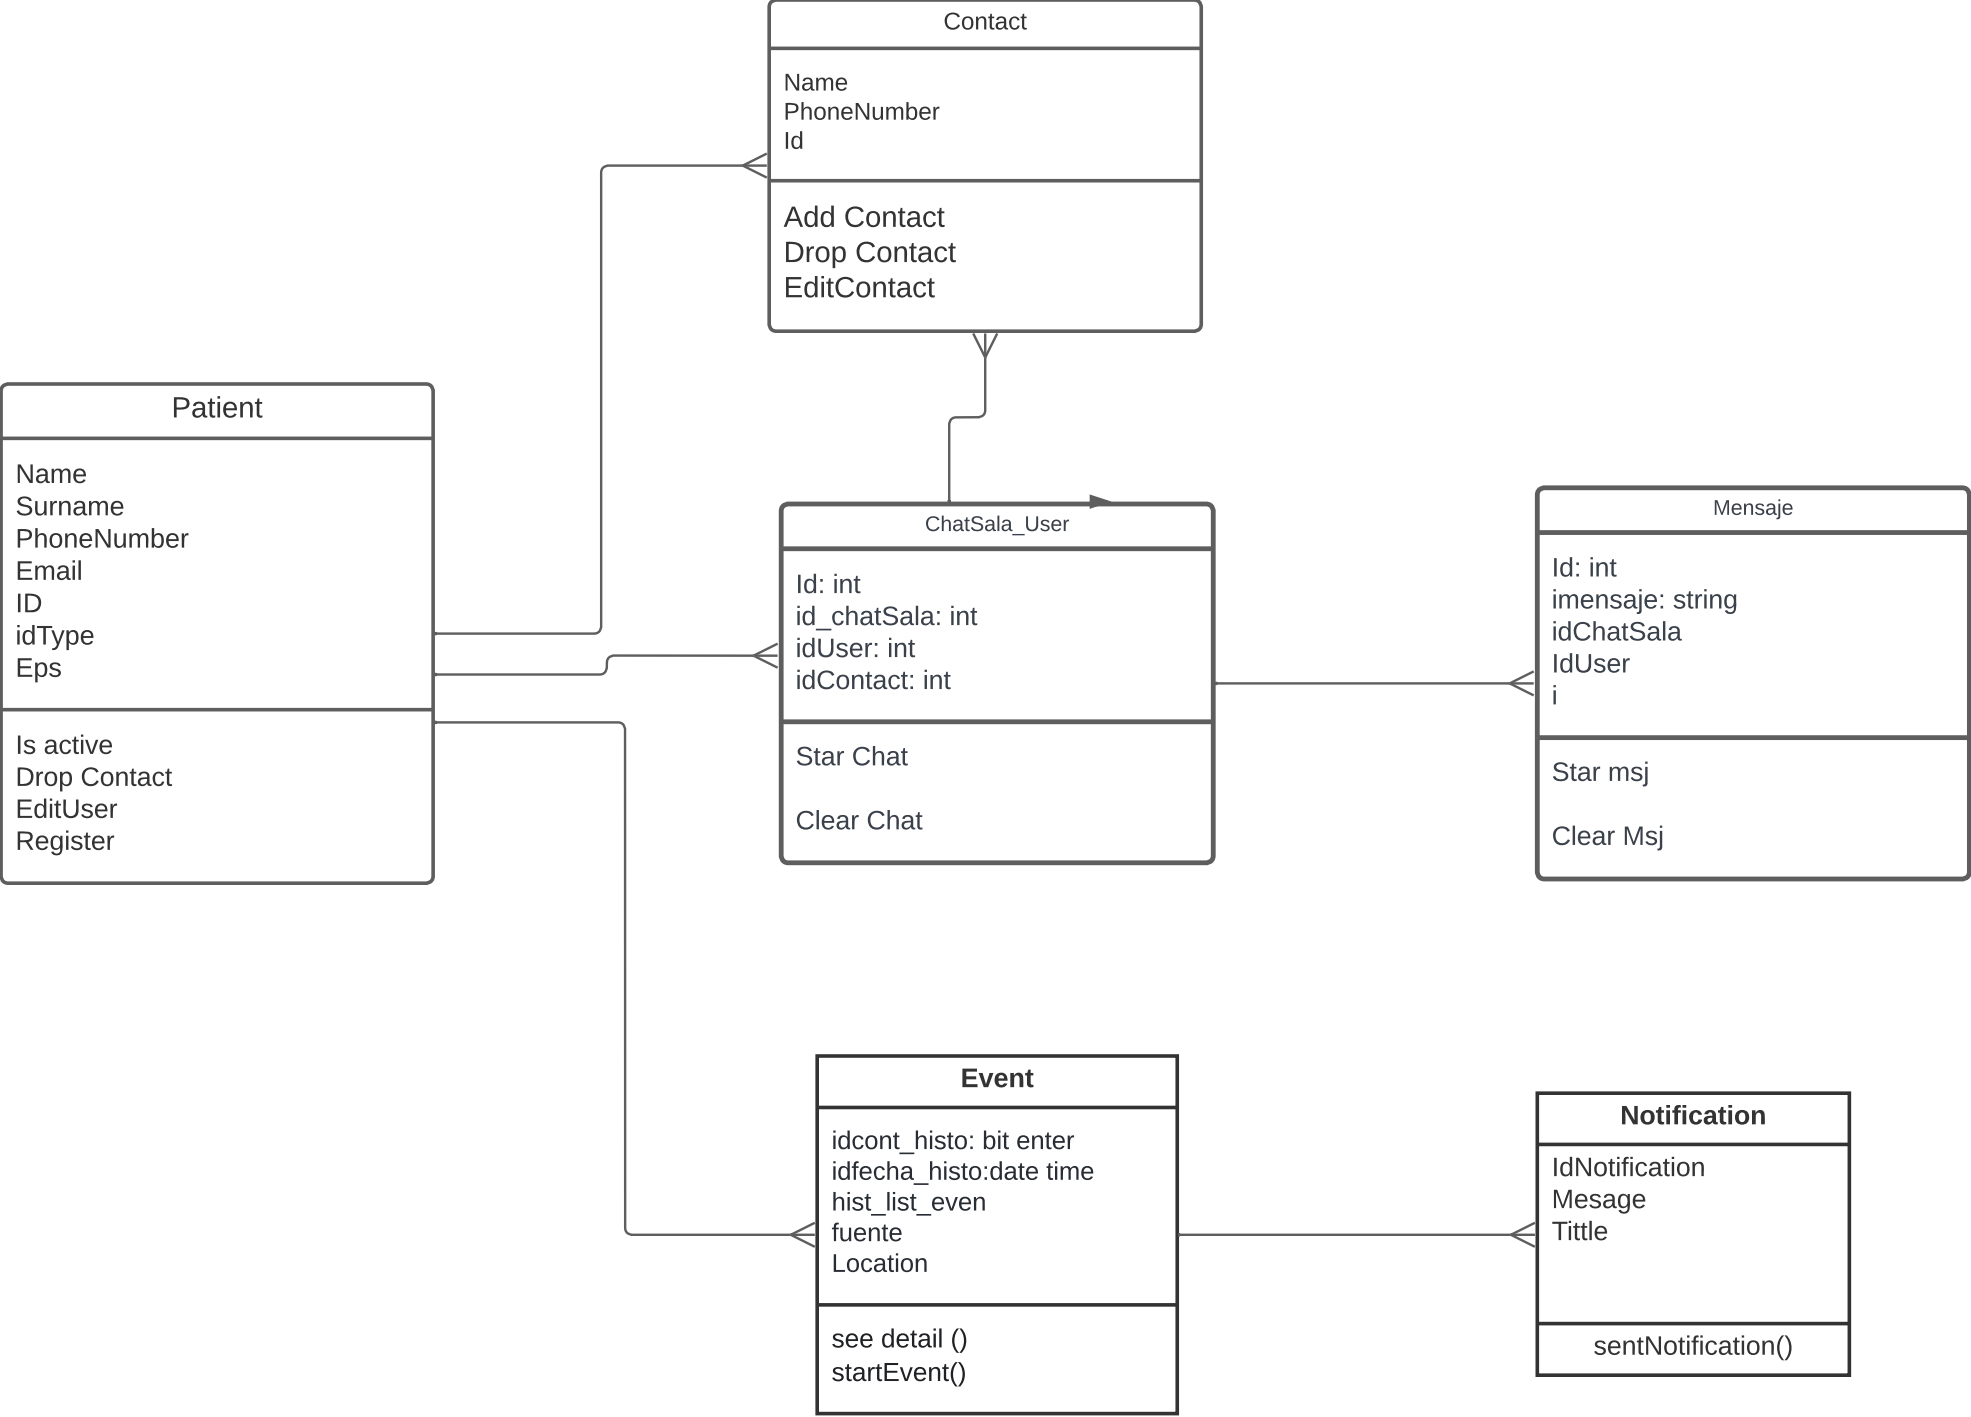 Contact
Name
PhoneNumber
Id
Add Contact
Drop Contact
EditContact
Patient
Name
Surname
PhoneNumber
Email
ID
idType
Eps
Is active
Drop Contact
EditUser
Register
ChatSala_User
Id: int
id_chatSala: int
idUser: int
idContact: int
Star Chat
Clear Chat
Mensaje
Id: int
imensaje: string
idChatSala
IdUser
i
Star msj
Clear Msj
Event
idcont_histo: bit enter
idfecha_histo:date time
hist_list_even
fuente
Location
see detail ()
startEvent()
Notification
IdNotification
Mesage
Tittle
sentNotification()